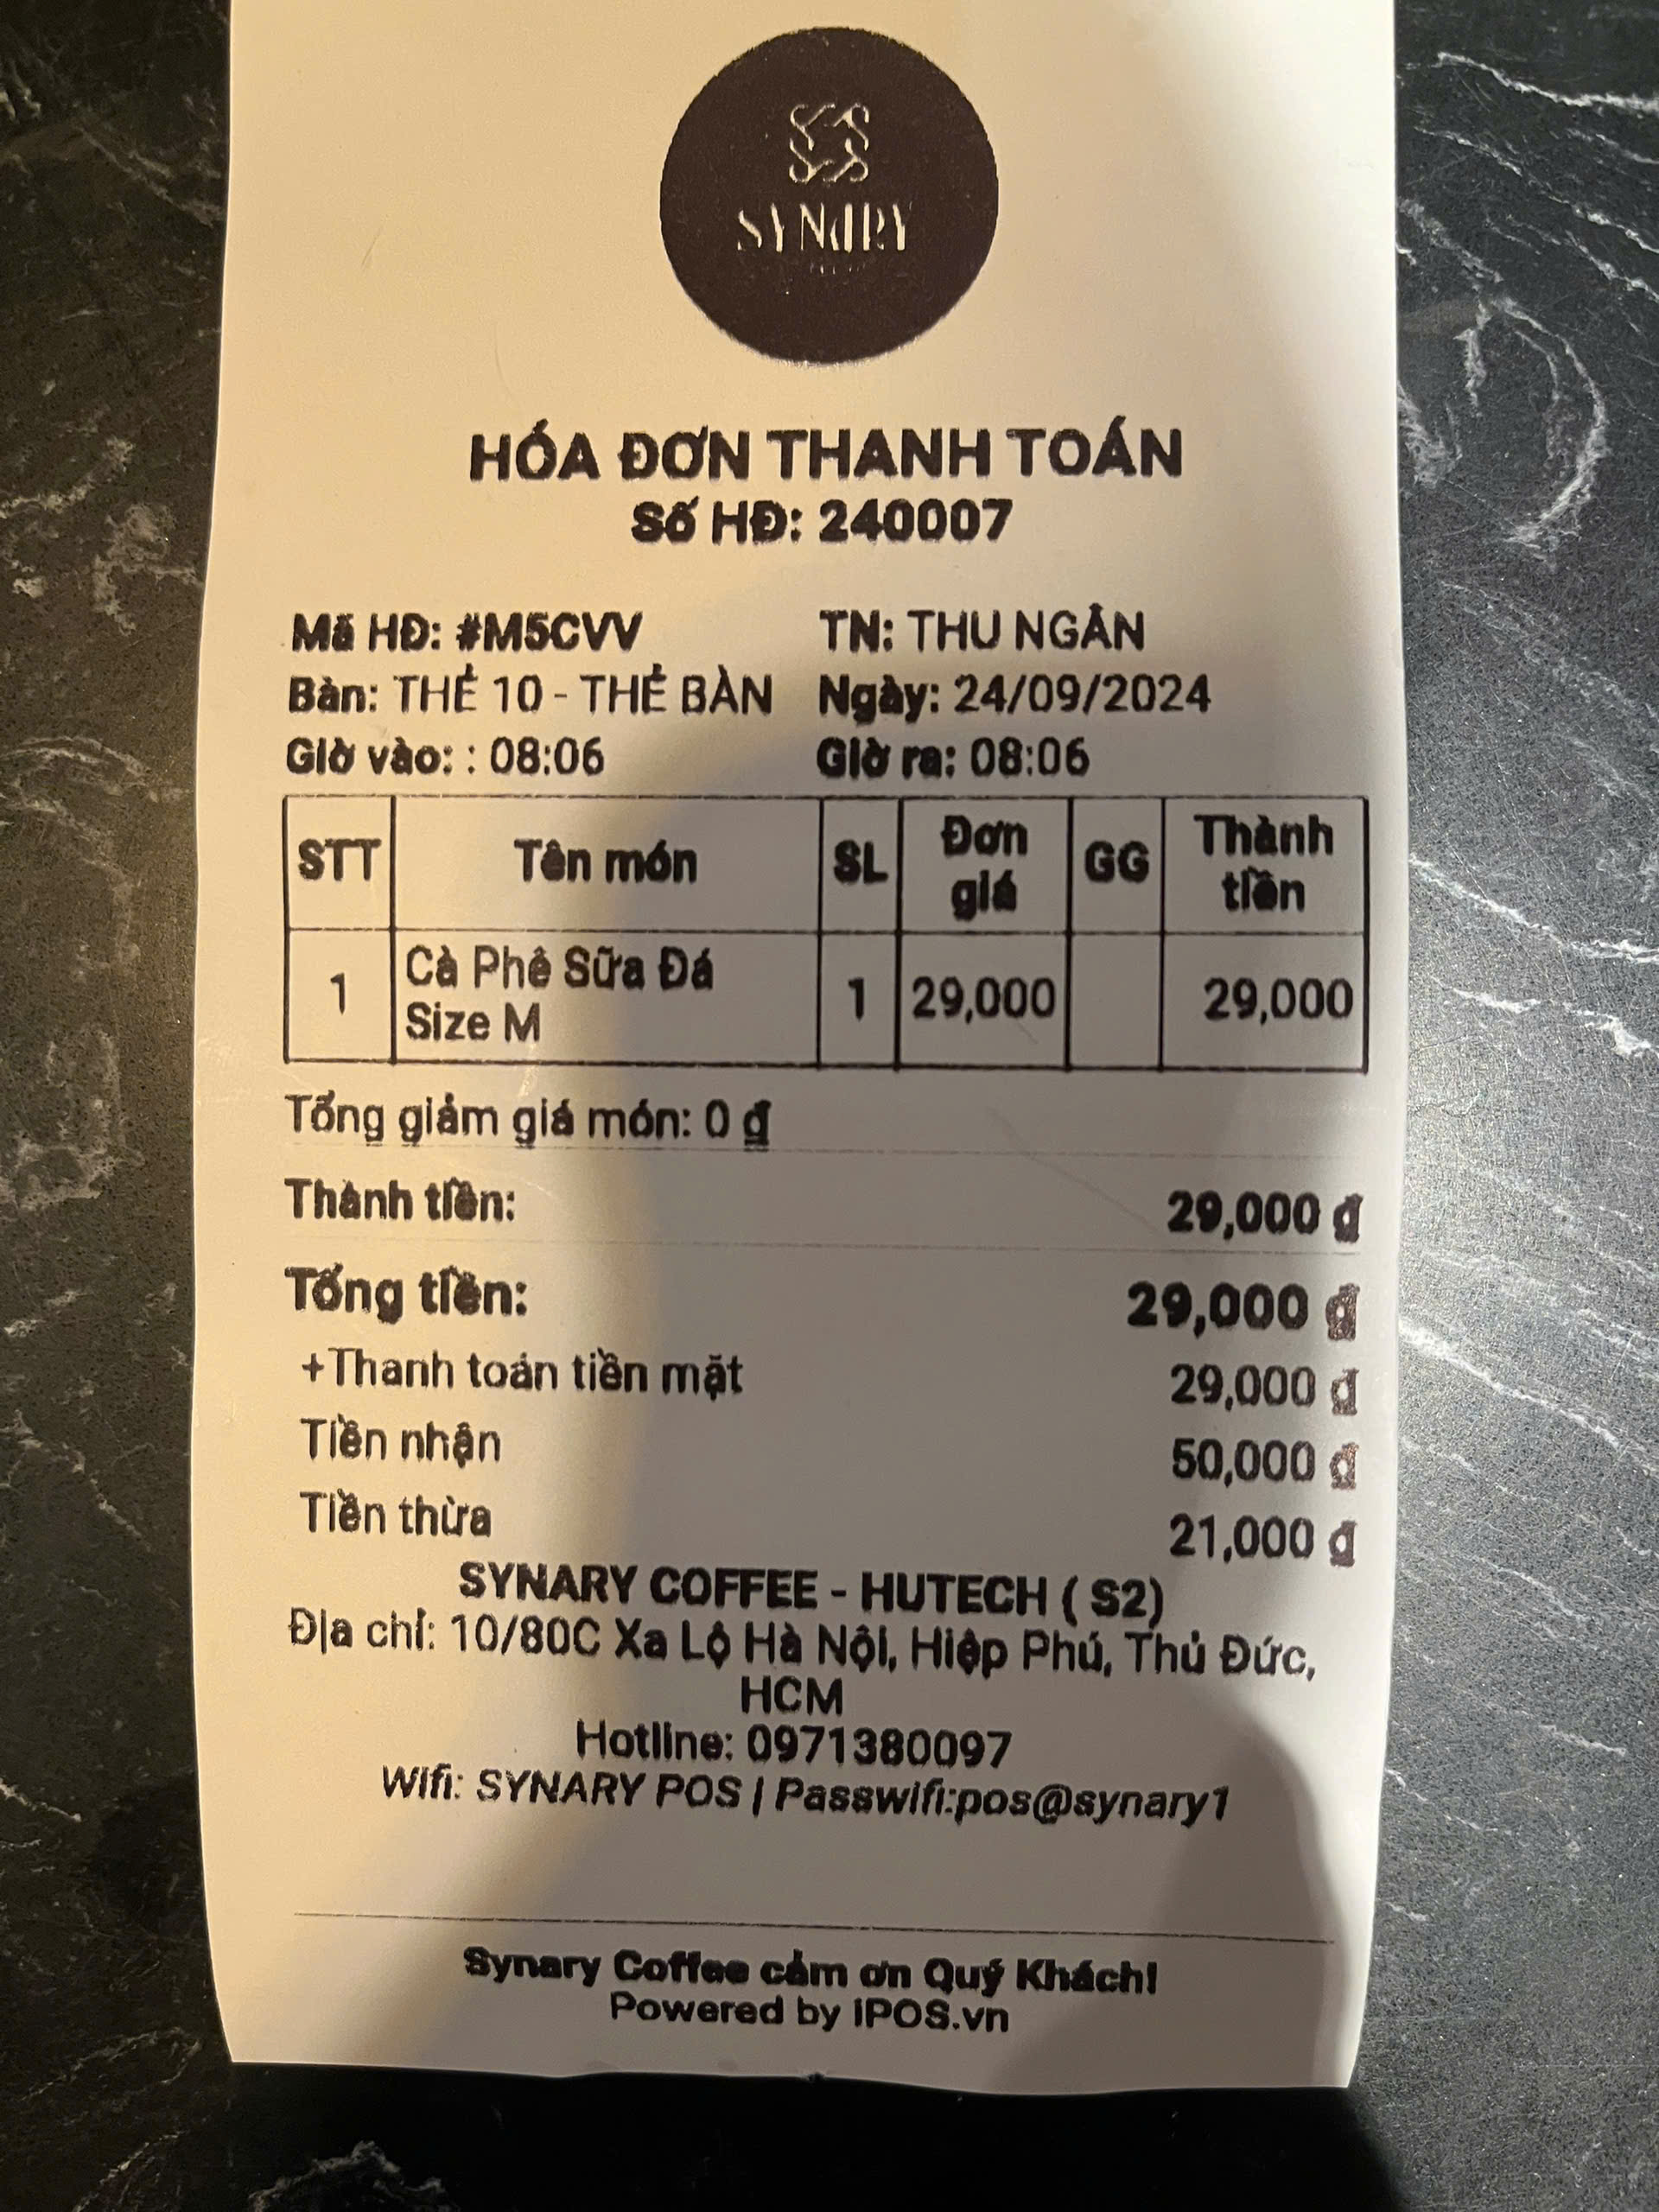 SYNARY
HÓA ĐƠN THANH TOÁN
Số HĐ: 240007
Mã HĐ: #M5CVV TN: THU NGÂN
Bàn: THẺ 10 - THẺ BÀN Ngày: 24/09/2024
Giờ vào: : 08:06 Giờ ra: 08:06
STT Tên món SL Đơn giá GG Thành tiền
1 Cà Phê Sữa Đá Size M 1 29,000 29,000
Tổng giảm giá món: 0 ₫
Thành tiền: 29,000 ₫
Tổng tiền: 29,000 ₫
+Thanh toán tiền mặt 29,000 ₫
Tiền nhận 50,000 ₫
Tiền thừa 21,000 ₫
SYNARY COFFEE - HUTECH ( S2)
Địa chỉ: 10/80C Xa Lộ Hà Nội, Hiệp Phú, Thủ Đức,
HCM
Hotline: 0971380097
Wifi: SYNARY POS | Passwifi:pos@synary1
Synary Coffee cảm ơn Quý Khách!
Powered by iPOS.vn